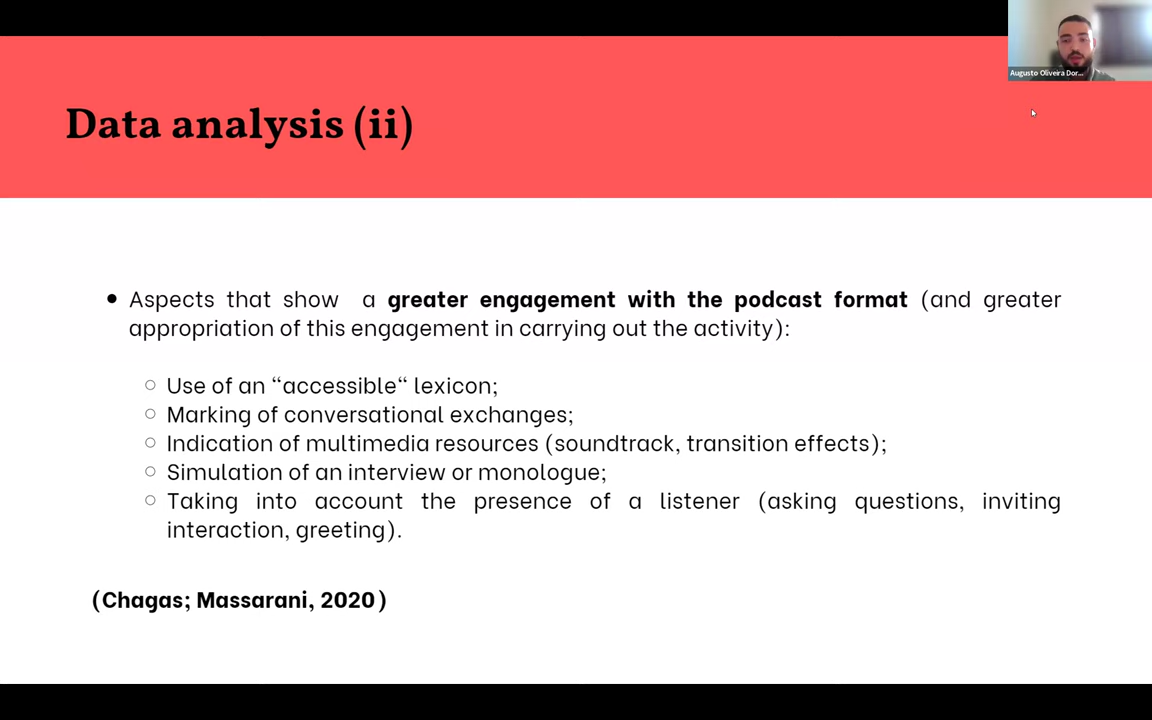 Augusto Oliveira Dor...
Data analysis (ii)
• Aspects that show a greater engagement with the podcast format (and greater
appropriation of this engagement in carrying out the activity):
○ Use of an “accessible“ lexicon;
○ Marking of conversational exchanges;
○ Indication of multimedia resources (soundtrack, transition effects);
○ Simulation of an interview or monologue;
○ Taking into account the presence of a listener (asking questions, inviting
interaction, greeting).
(Chagas; Massarani, 2020)